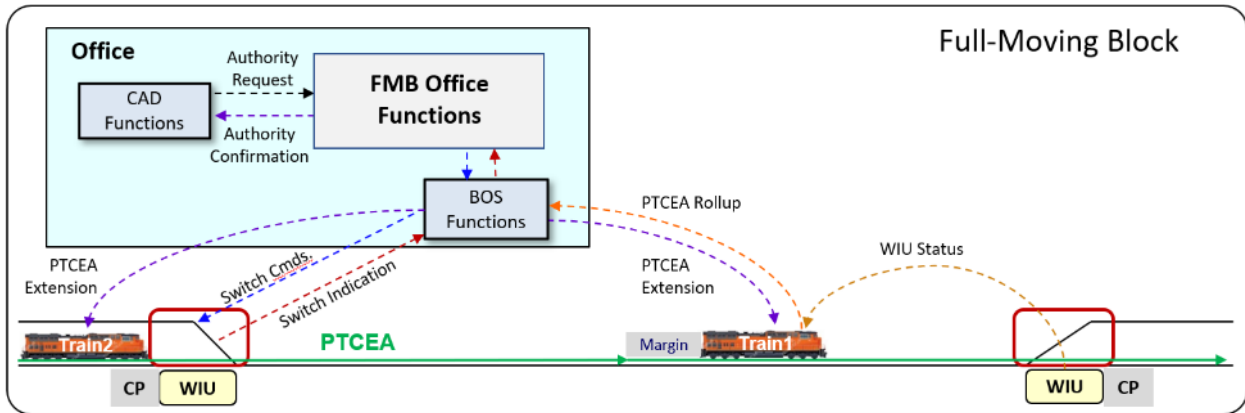 Full-Moving Block
Office
Authority
Request
CAD
Functions
FMB Office
Functions
Authority
Confirmation
BOS
Functions
PTCEA Rollup
WIU Status
PTCEA
Extension
Switch Cmds.
Switch Indication
PTCEA
Extension
Train2
PTCEA
Margin
Train1
CP
WIU
WIU
CP